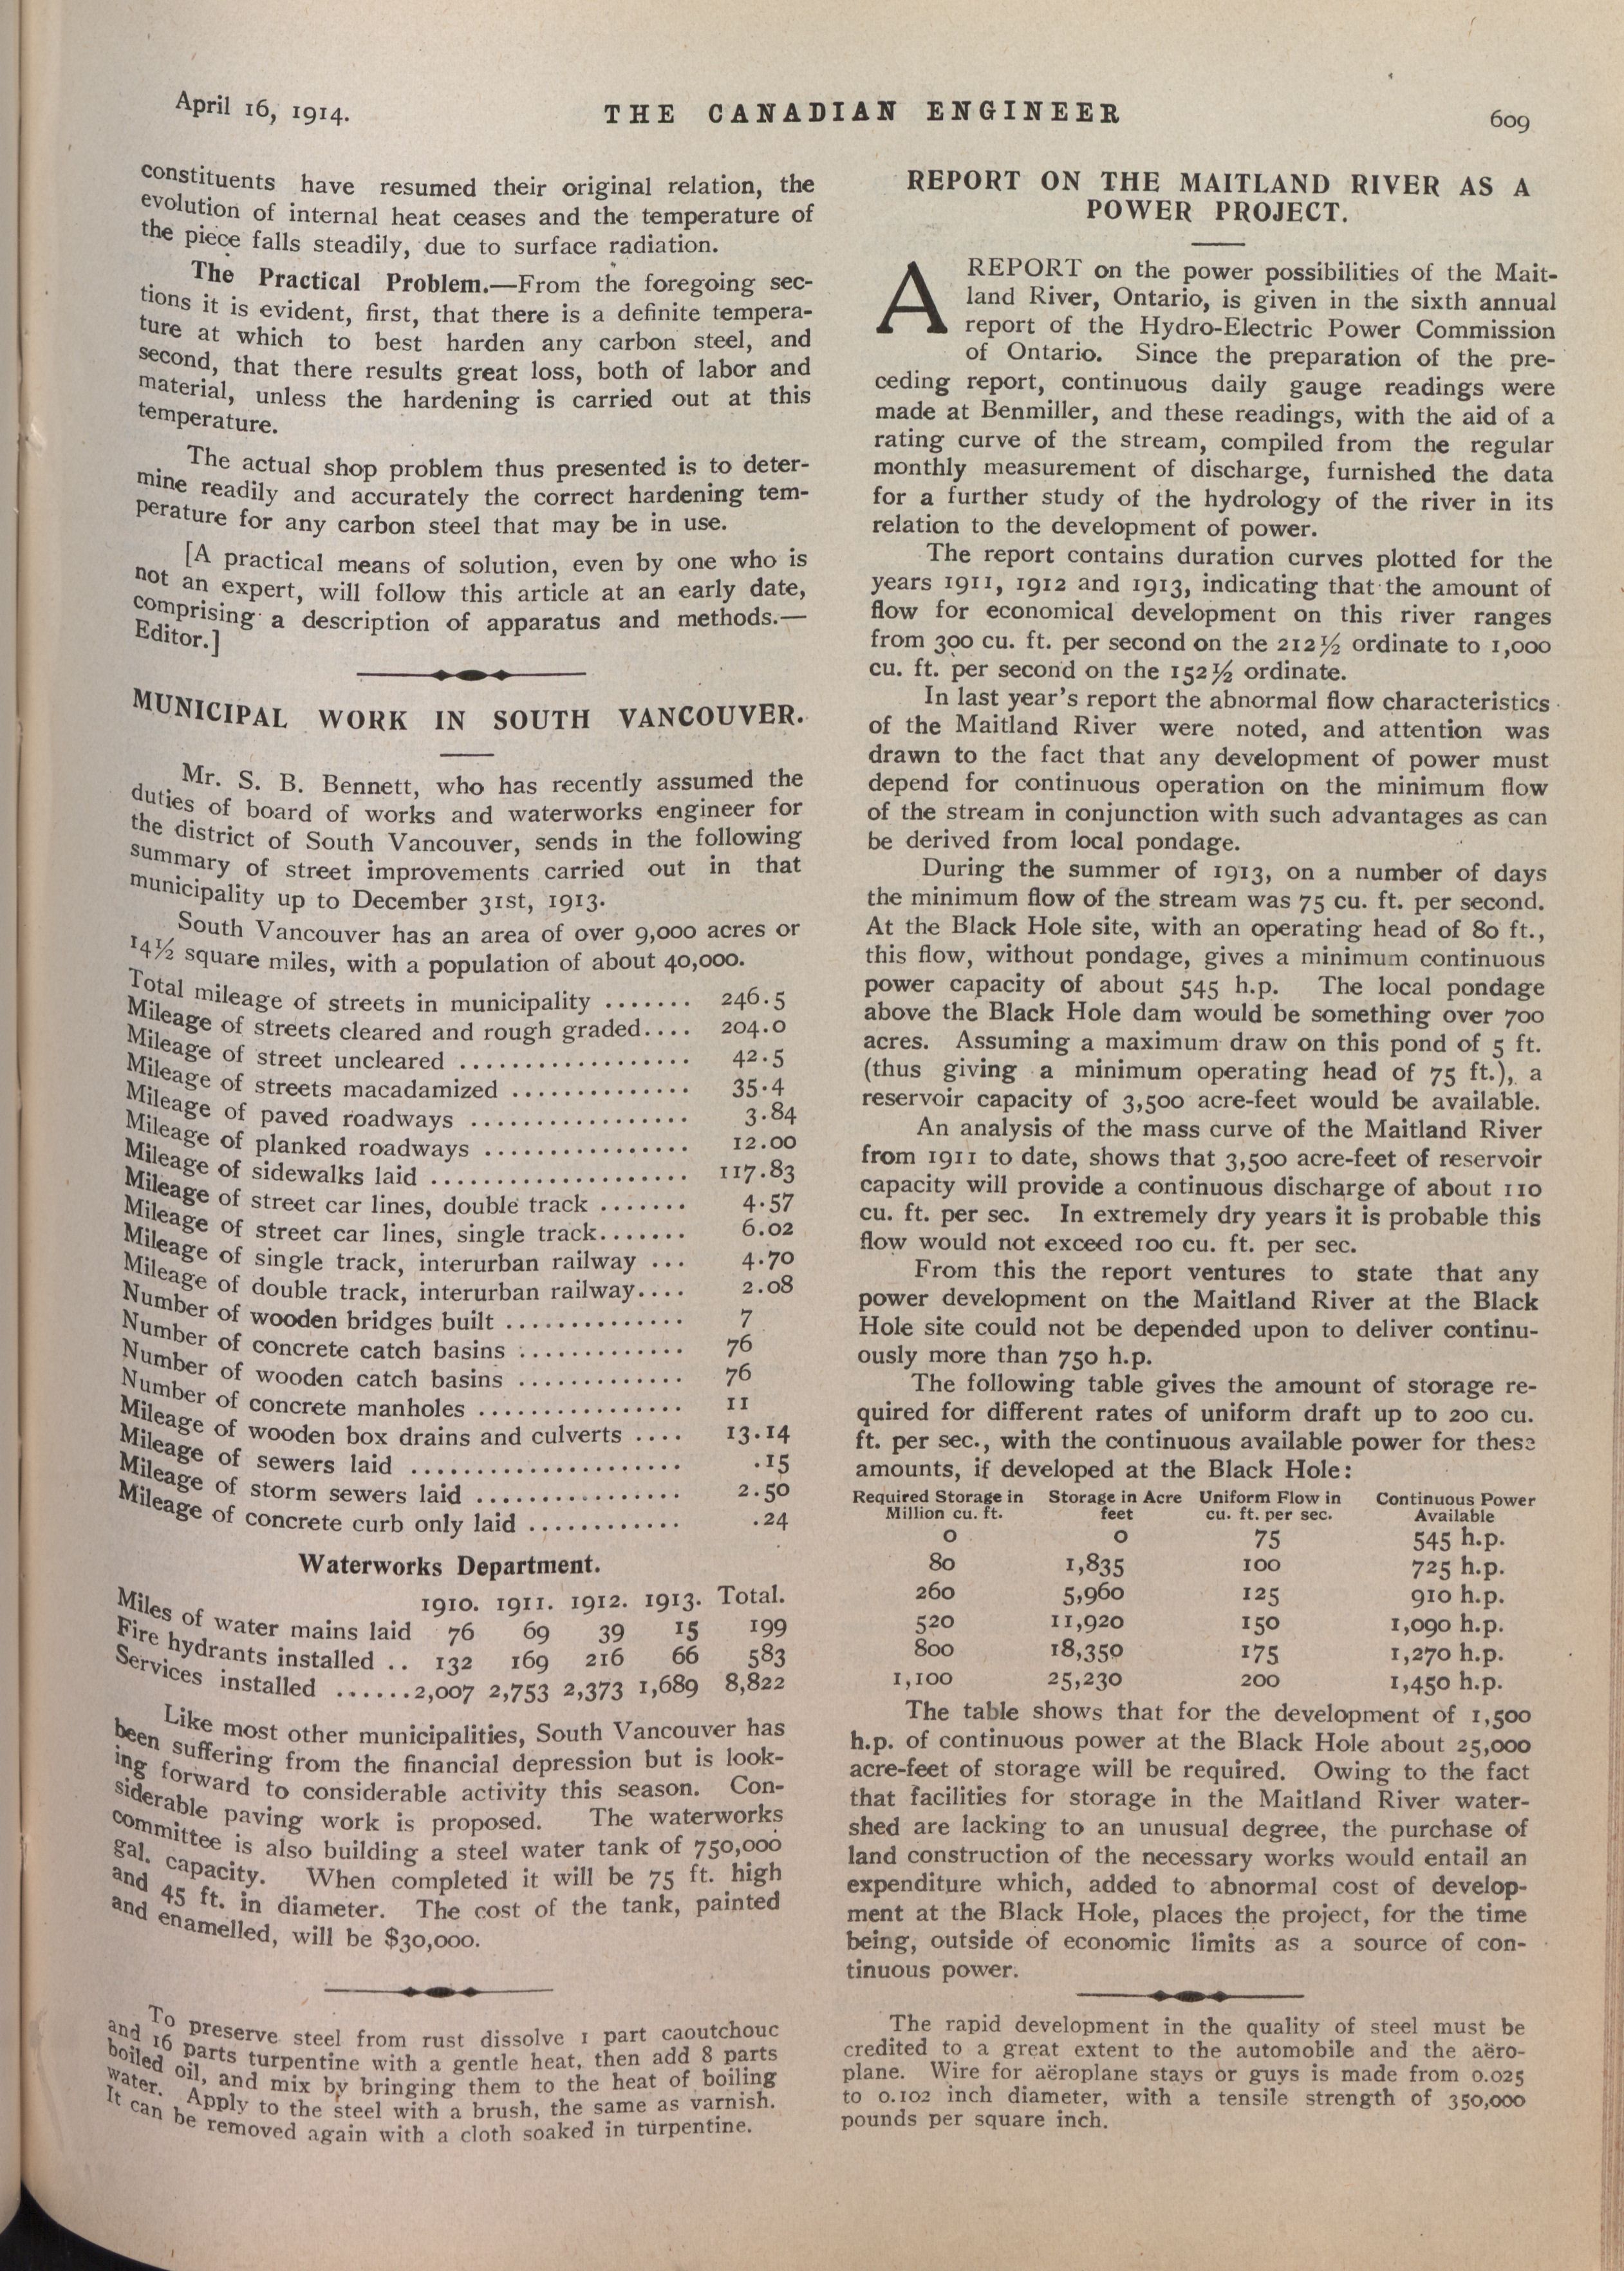 April 16, 1914.
THE CANADIAN ENGINEER
609
constituents have resumed their original relation, the
evolution of internal heat ceases and the temperature of
the piece falls steadily, due to surface radiation.
The Practical Problem.—From the foregoing sec-
tions it is evident, first, that there is a definite tempera-
ture at which to best harden any carbon steel, and
second, that there results great loss, both of labor and
material, unless the hardening is carried out at this
temperature.
The actual shop problem thus presented is to deter-
mine readily and accurately the correct hardening tem-
perature for any carbon steel that may be in use.
[A practical means of solution, even by one who is
not an expert, will follow this article at an early date,
comprising a description of apparatus and methods.—
Editor.]
MUNICIPAL WORK IN SOUTH VANCOUVER.
Mr. S. B. Bennett, who has recently assumed the
duties of board of works and waterworks engineer for
the district of South Vancouver, sends in the following
summary of street improvements carried out in that
municipality up to December 31st, 1913.
South Vancouver has an area of over 9,000 acres or
14½ square miles, with a population of about 40,000.
Total mileage of streets in municipality ....... 246.5
Mileage of streets cleared and rough graded.... 204.0
Mileage of street uncleared .................. 42.5
Mileage of streets macadamized .............. 35.4
Mileage of paved roadways ................. 3.84
Mileage of planked roadways ................ 12.00
Mileage of sidewalks laid ..................... 117.83
Mileage of street car lines, double track ....... 4.57
Mileage of street car lines, single track....... 6.02
Mileage of single track, interurban railway ... 4.70
Mileage of double track, interurban railway.... 2.08
Number of wooden bridges built .............. 7
Number of concrete catch basins ............. 76
Number of wooden catch basins ............. 76
Number of concrete manholes ................ 11
Mileage of wooden box drains and culverts .... 13.14
Mileage of sewers laid ...................... .15
Mileage of storm sewers laid ................ 2.50
Mileage of concrete curb only laid ............ .24
Waterworks Department.
1910. 1911. 1912. 1913. Total.
Miles of water mains laid 76 69 39 15 199
Fire hydrants installed .. 132 169 216 66 583
Services installed ......2,007 2,753 2,373 1,689 8,822
Like most other municipalities, South Vancouver has
been suffering from the financial depression but is look-
ing forward to considerable activity this season. Con-
siderable paving work is proposed. The waterworks
committee is also building a steel water tank of 750,000
gal. capacity. When completed it will be 75 ft. high
and 45 ft. in diameter. The cost of the tank, painted
and enamelled, will be $30,000.
To preserve steel from rust dissolve 1 part caoutchouc
and 16 parts turpentine with a gentle heat, then add 8 parts
boiled oil, and mix by bringing them to the heat of boiling
water. Apply to the steel with a brush, the same as varnish.
It can be removed again with a cloth soaked in turpentine.
REPORT ON THE MAITLAND RIVER AS A
POWER PROJECT.
A REPORT on the power possibilities of the Mait-
land River, Ontario, is given in the sixth annual
report of the Hydro-Electric Power Commission
of Ontario. Since the preparation of the pre-
ceding report, continuous daily gauge readings were
made at Benmiller, and these readings, with the aid of a
rating curve of the stream, compiled from the regular
monthly measurement of discharge, furnished the data
for a further study of the hydrology of the river in its
relation to the development of power.
The report contains duration curves plotted for the
years 1911, 1912 and 1913, indicating that the amount of
flow for economical development on this river ranges
from 300 cu. ft. per second on the 212½ ordinate to 1,000
cu. ft. per second on the 152½ ordinate.
In last year's report the abnormal flow characteristics
of the Maitland River were noted, and attention was
drawn to the fact that any development of power must
depend for continuous operation on the minimum flow
of the stream in conjunction with such advantages as can
be derived from local pondage.
During the summer of 1913, on a number of days
the minimum flow of the stream was 75 cu. ft. per second.
At the Black Hole site, with an operating head of 80 ft.,
this flow, without pondage, gives a minimum continuous
power capacity of about 545 h.p. The local pondage
above the Black Hole dam would be something over 700
acres. Assuming a maximum draw on this pond of 5 ft.
(thus giving a minimum operating head of 75 ft.), a
reservoir capacity of 3,500 acre-feet would be available.
An analysis of the mass curve of the Maitland River
from 1911 to date, shows that 3,500 acre-feet of reservoir
capacity will provide a continuous discharge of about 110
cu. ft. per sec. In extremely dry years it is probable this
flow would not exceed 100 cu. ft. per sec.
From this the report ventures to state that any
power development on the Maitland River at the Black
Hole site could not be depended upon to deliver continu-
ously more than 750 h.p.
The following table gives the amount of storage re-
quired for different rates of uniform draft up to 200 cu.
ft. per sec., with the continuous available power for these
amounts, if developed at the Black Hole:
Required Storage in Storage in Acre Uniform Flow in Continuous Power
Million cu. ft. feet cu. ft. per sec. Available
0 0 75 545 h.p.
80 1,835 100 725 h.p.
260 5,960 125 910 h.p.
520 11,920 150 1,090 h.p.
800 18,350 175 1,270 h.p.
1,100 25,230 200 1,450 h.p.
The table shows that for the development of 1,500
h.p. of continuous power at the Black Hole about 25,000
acre-feet of storage will be required. Owing to the fact
that facilities for storage in the Maitland River water-
shed are lacking to an unusual degree, the purchase of
land construction of the necessary works would entail an
expenditure which, added to abnormal cost of develop-
ment at the Black Hole, places the project, for the time
being, outside of economic limits as a source of con-
tinuous power.
The rapid development in the quality of steel must be
credited to a great extent to the automobile and the aëro-
plane. Wire for aëroplane stays or guys is made from 0.025
to 0.102 inch diameter, with a tensile strength of 350,000
pounds per square inch.